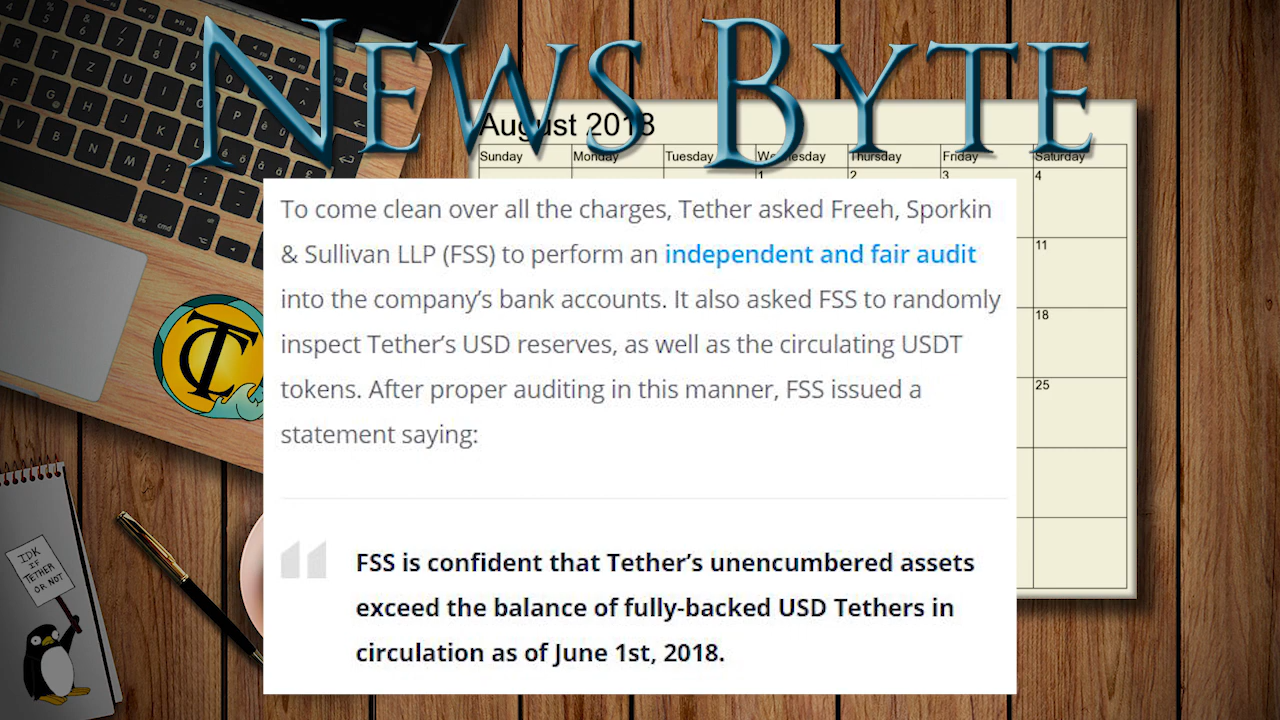 News Byte
August 2018
Sunday Monday Tuesday Wednesday Thursday Friday Saturday
1 2 3 4
To come clean over all the charges, Tether asked Freeh, Sporkin
& Sullivan LLP (FSS) to perform an independent and fair audit
into the company’s bank accounts. It also asked FSS to randomly
inspect Tether’s USD reserves, as well as the circulating USDT
tokens. After proper auditing in this manner, FSS issued a
statement saying:
FSS is confident that Tether’s unencumbered assets
exceed the balance of fully-backed USD Tethers in
circulation as of June 1st, 2018.
11
18
25
TC
IDK
IF
TETHER
OR NOT